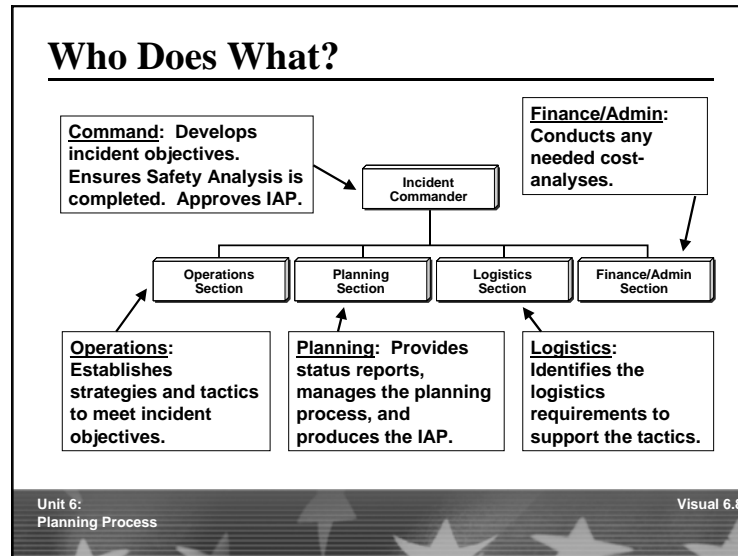 Who Does What?
Command: Develops
incident objectives.
Ensures Safety Analysis is
completed. Approves IAP.
Finance/Admin:
Conducts any
needed cost-
analyses.
Incident
Commander
Operations
Section
Planning
Section
Logistics
Section
Finance/Admin
Section
Operations:
Establishes
strategies and tactics
to meet incident
objectives.
Planning: Provides
status reports,
manages the planning
process, and
produces the IAP.
Logistics:
Identifies the
logistics
requirements to
support the tactics.
Unit 6:
Planning Process
Visual 6.8